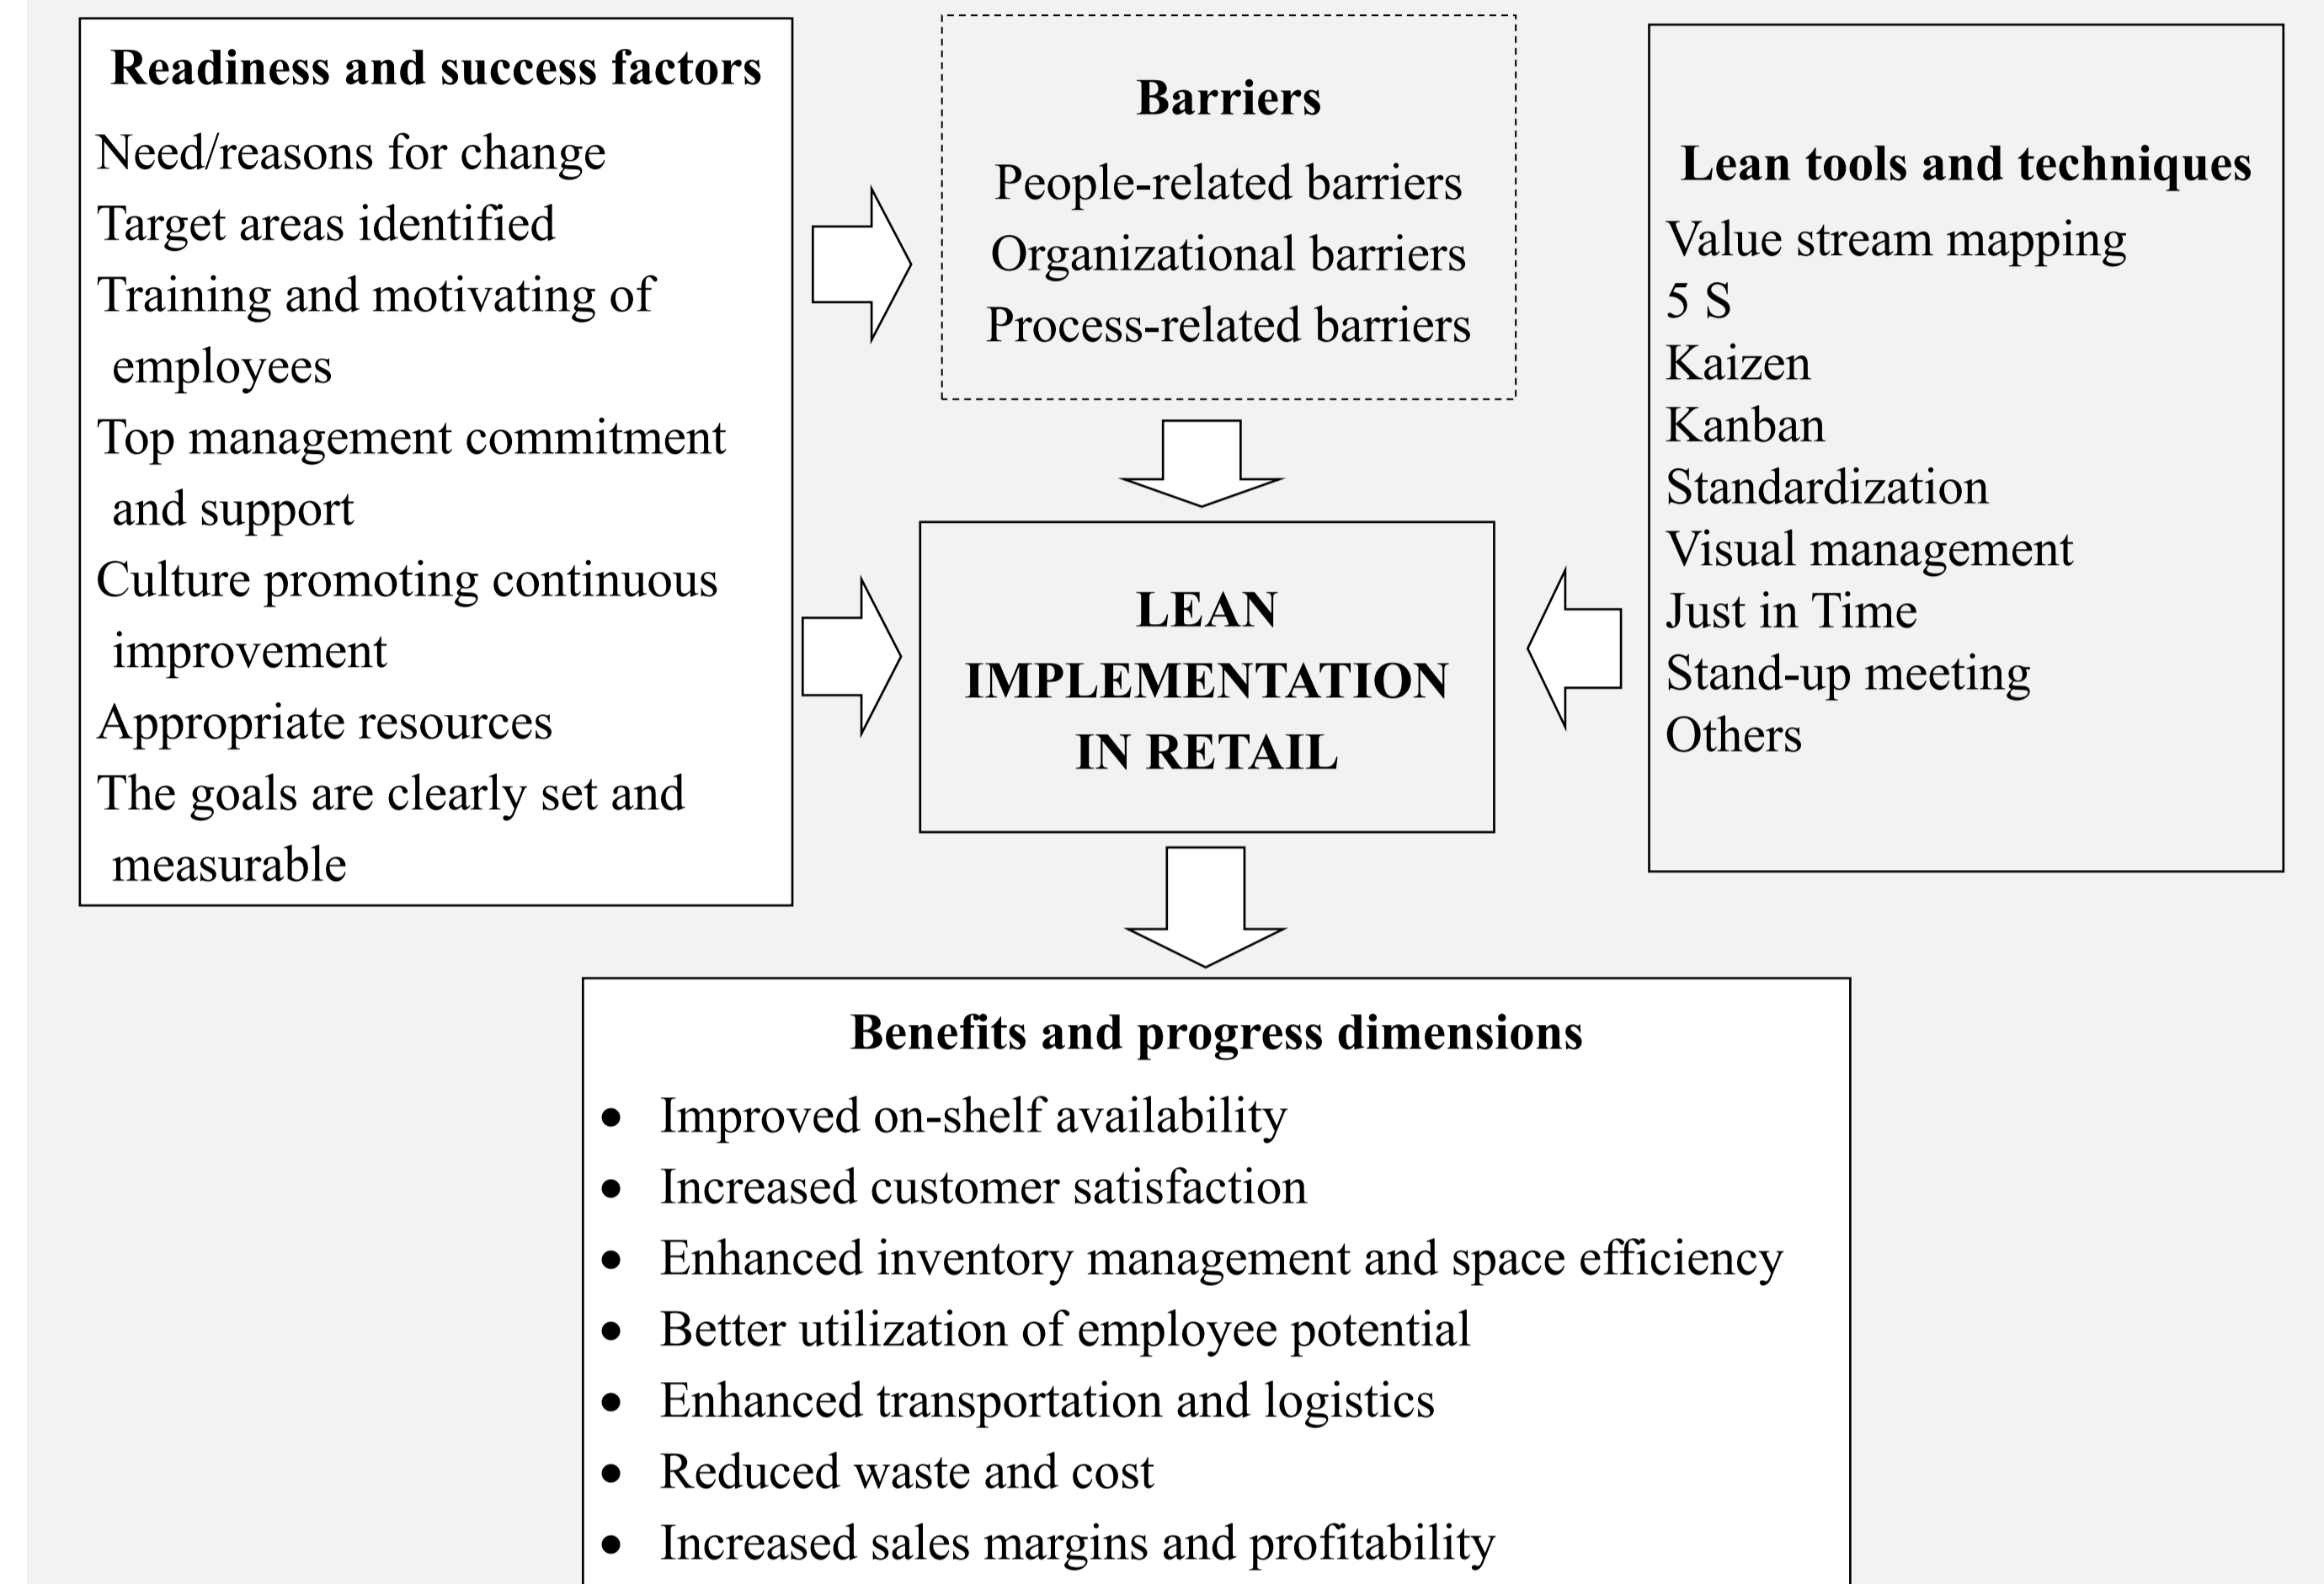 Readiness and success factors
Need/reasons for change
Target areas identified
Training and motivating of
employees
Top management commitment
and support
Culture promoting continuous
improvement
Appropriate resources
The goals are clearly set and
measurable
Barriers
People-related barriers
Organizational barriers
Process-related barriers
Lean tools and techniques
Value stream mapping
5 S
Kaizen
Kanban
Standardization
Visual management
Just in Time
Stand-up meeting
Others
LEAN
IMPLEMENTATION
IN RETAIL
Benefits and progress dimensions
• Improved on-shelf availability
• Increased customer satisfaction
• Enhanced inventory management and space efficiency
• Better utilization of employee potential
• Enhanced transportation and logistics
• Reduced waste and cost
• Increased sales margins and profitability